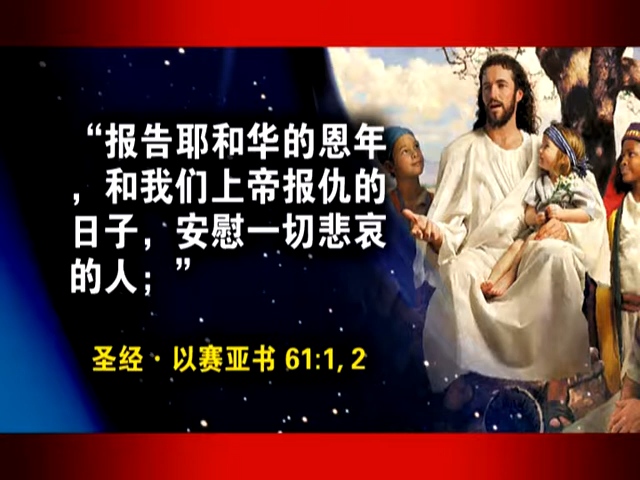 “报告耶和华的恩年
，和我们上帝报仇的
日子，安慰一切悲哀
的人；”
圣经·以赛亚书 61:1, 2